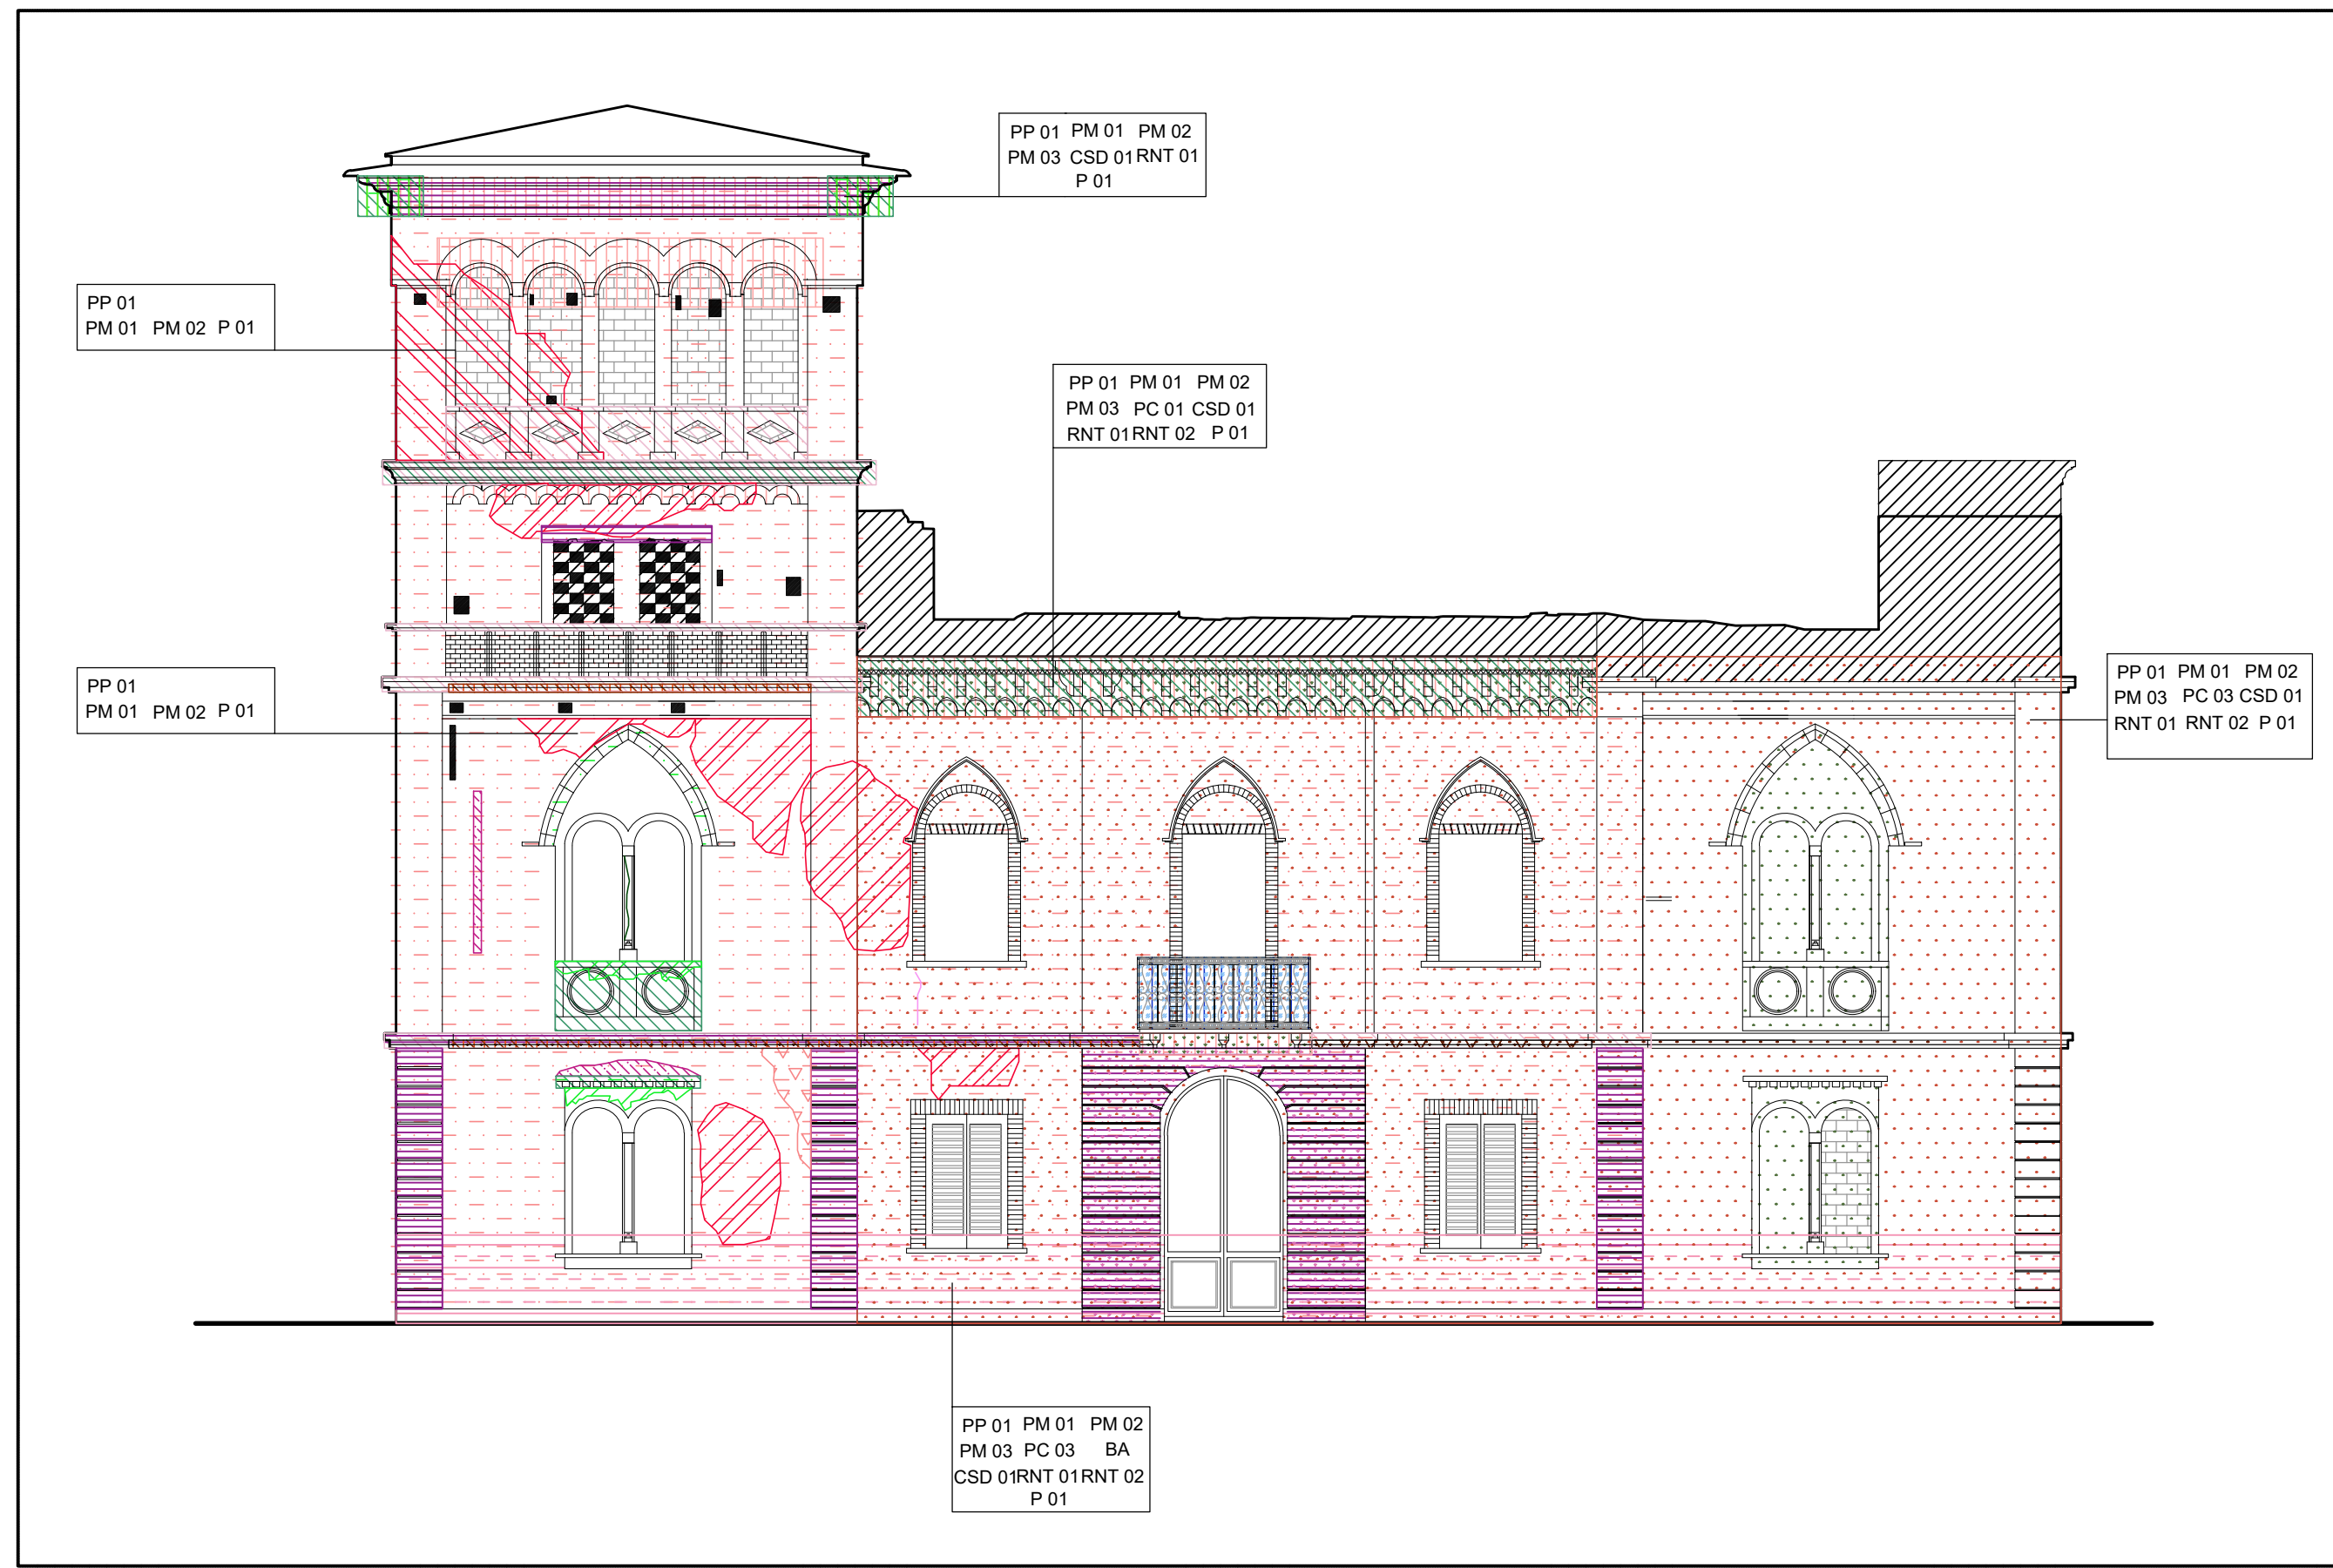 PP 01 PM 01 PM 02
PM 03 CSD 01 RNT 01
P 01
PP 01
PM 01 PM 02 P 01
PP 01 PM 01 PM 02
PM 03 PC 01 CSD 01
RNT 01 RNT 02 P 01
PP 01
PM 01 PM 02 P 01
PP 01 PM 01 PM 02
PM 03 PC 03 CSD 01
RNT 01 RNT 02 P 01
PP 01 PM 01 PM 02
PM 03 PC 03 BA
CSD 01 RNT 01 RNT 02
P 01